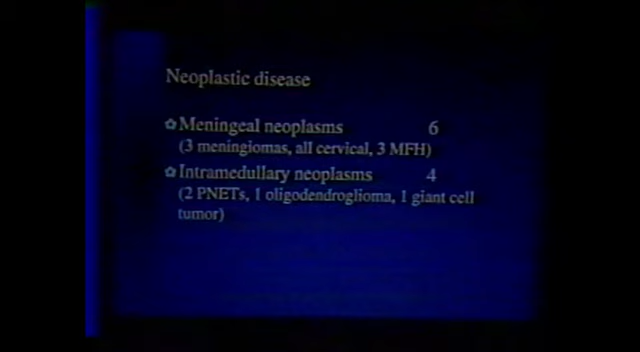 Neoplastic disease
✿Meningeal neoplasms 6
(3 meningiomas, all cervical, 3 MFH)
✿Intramedullary neoplasms 4
(2 PNETs, 1 oligodendroglioma, 1 giant cell
tumor)